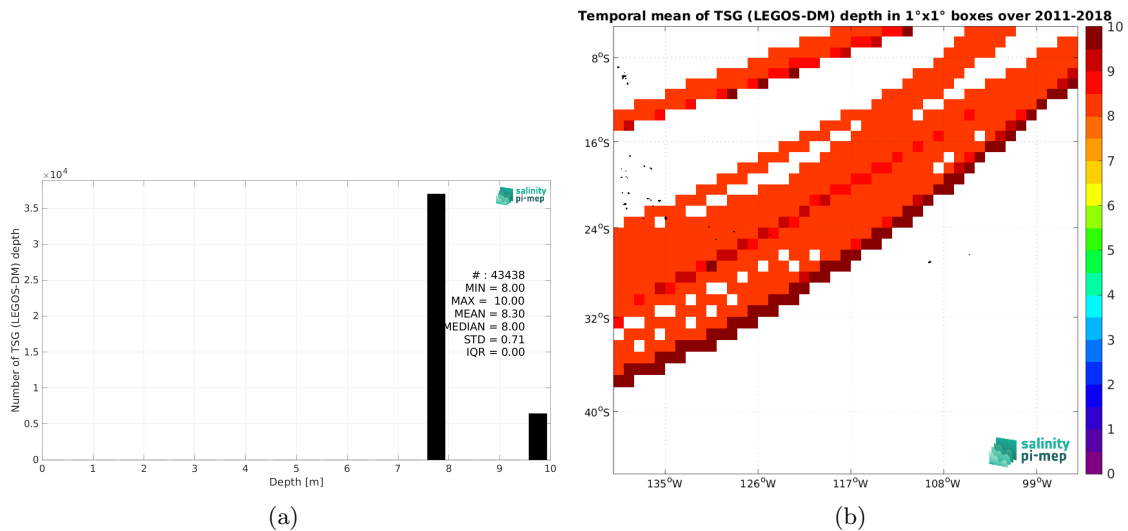 ×10⁴
3.5
3
2.5
2
1.5
1
0.5
0
0 1 2 3 4 5 6 7 8 9 10
Number of TSG (LEGOS-DM) depth
Depth [m]
salinity
pi-mep
# : 43438
MIN = 8.00
MAX = 10.00
MEAN = 8.30
MEDIAN = 8.00
STD = 0.71
IQR = 0.00
(a)
Temporal mean of TSG (LEGOS-DM) depth in 1°x1° boxes over 2011-2018
8°S
16°S
24°S
32°S
40°S
135°W 126°W 117°W 108°W 99°W
10
9
8
7
6
5
4
3
2
1
0
salinity
pi-mep
(b)